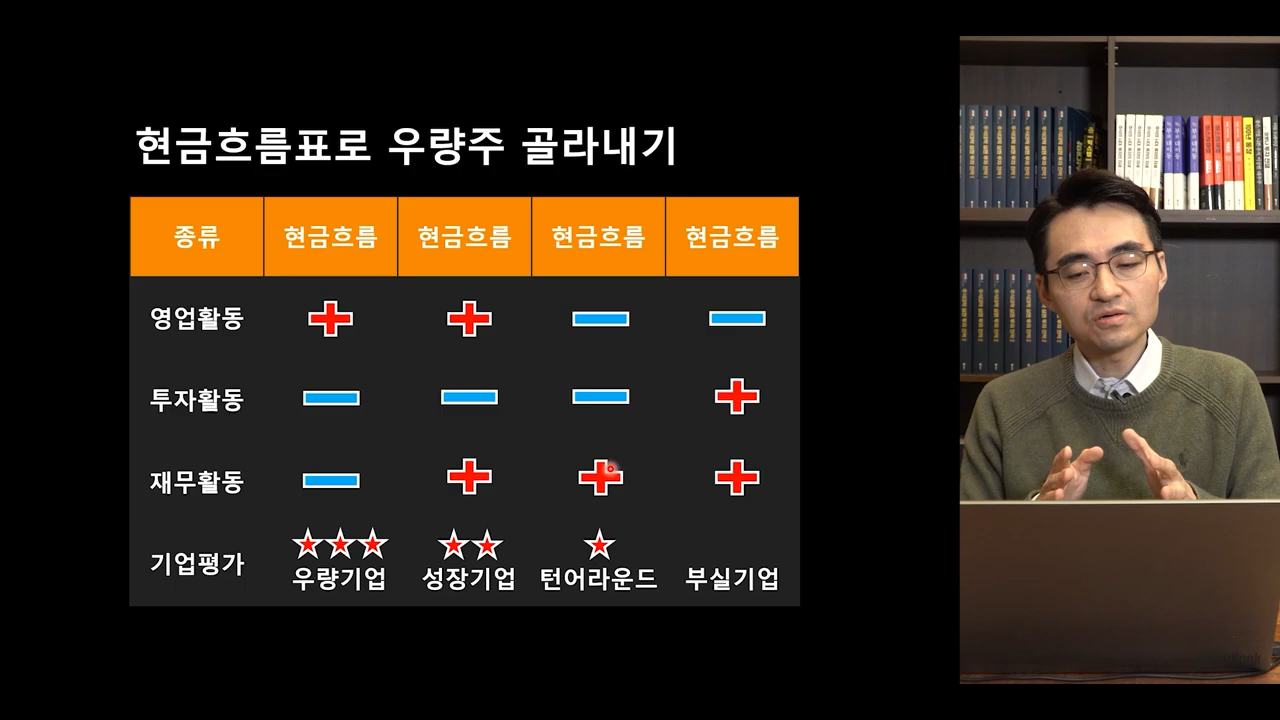 현금흐름표로 우량주 골라내기
종류 현금흐름 현금흐름 현금흐름 현금흐름
영업활동
투자활동
재무활동
기업평가
우량기업 성장기업 턴어라운드 부실기업